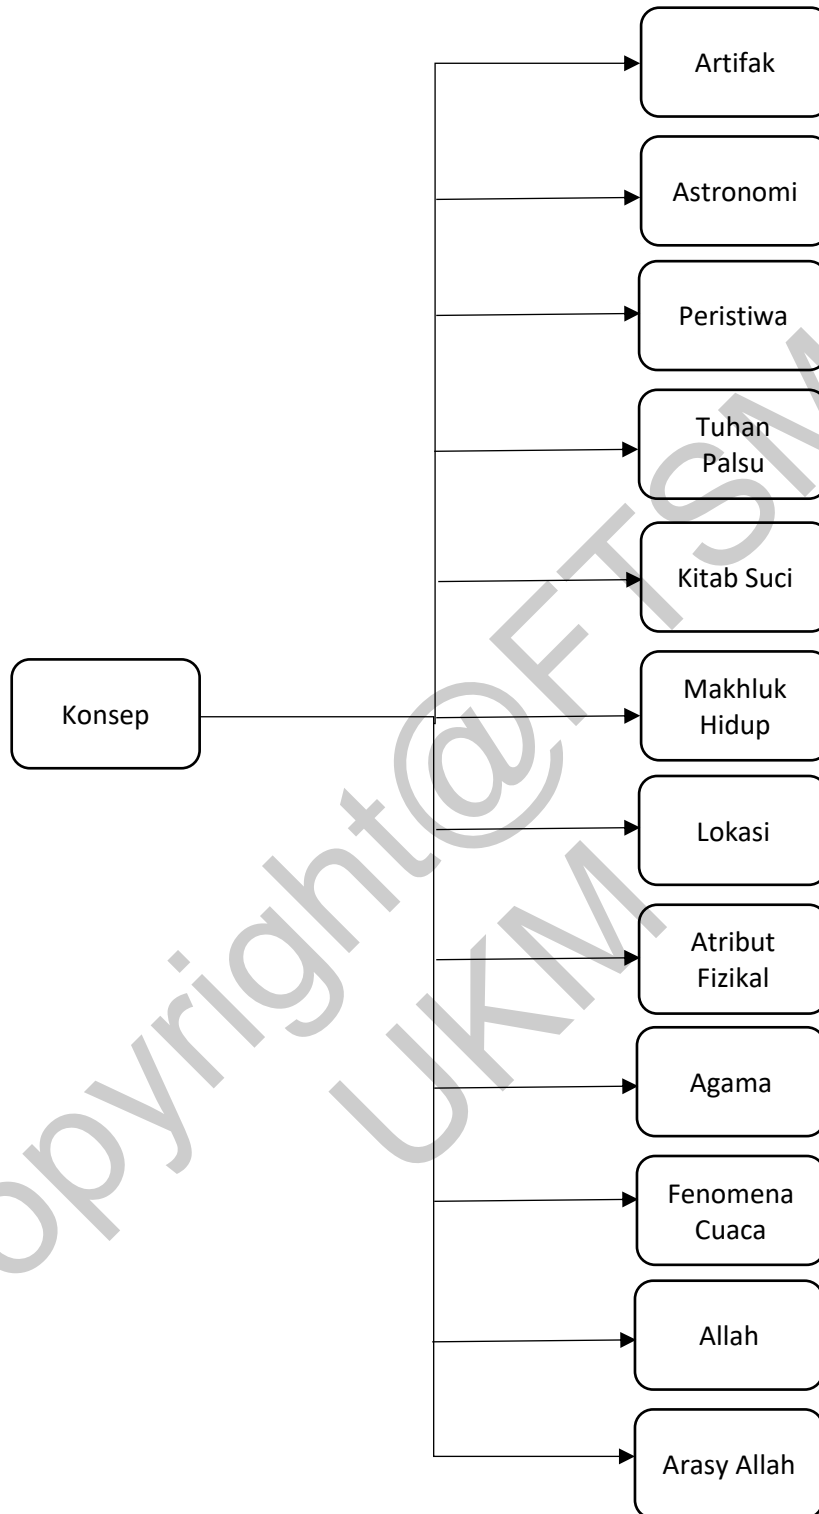 Artifak
Astronomi
Peristiwa
Tuhan
Palsu
Kitab Suci
Konsep
Makhluk
Hidup
Lokasi
Atribut
Fizikal
Agama
Fenomena
Cuaca
Allah
Arasy Allah
opyright@FTSM
UKM